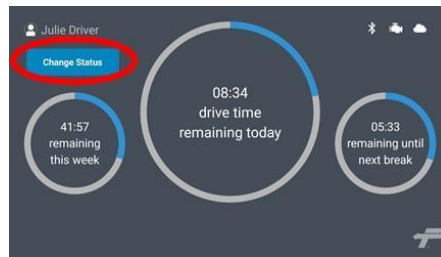 Julie Driver
Change Status
08:34
drive time
remaining today
41:57
remaining
this week
05:33
remaining until
next break